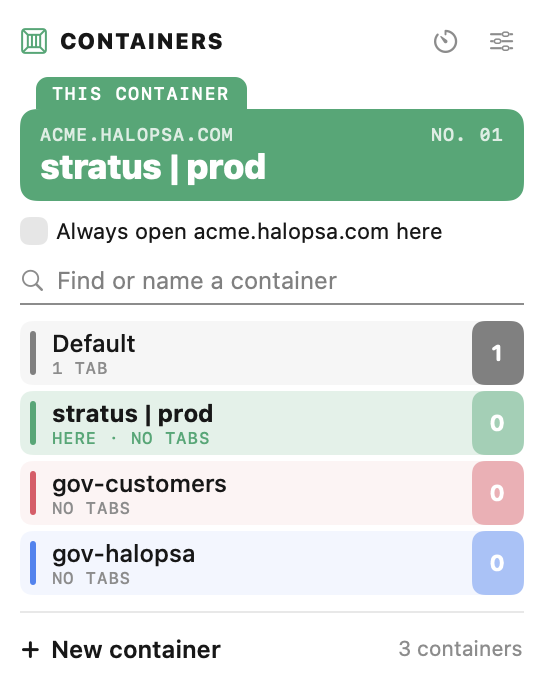 CONTAINERS
THIS CONTAINER
ACME.HALOPSA.COM NO. 01
stratus | prod
Always open acme.halopsa.com here
Find or name a container
Default
1 TAB
1
stratus | prod
HERE · NO TABS
0
gov-customers
NO TABS
0
gov-halopsa
NO TABS
0
+ New container 3 containers